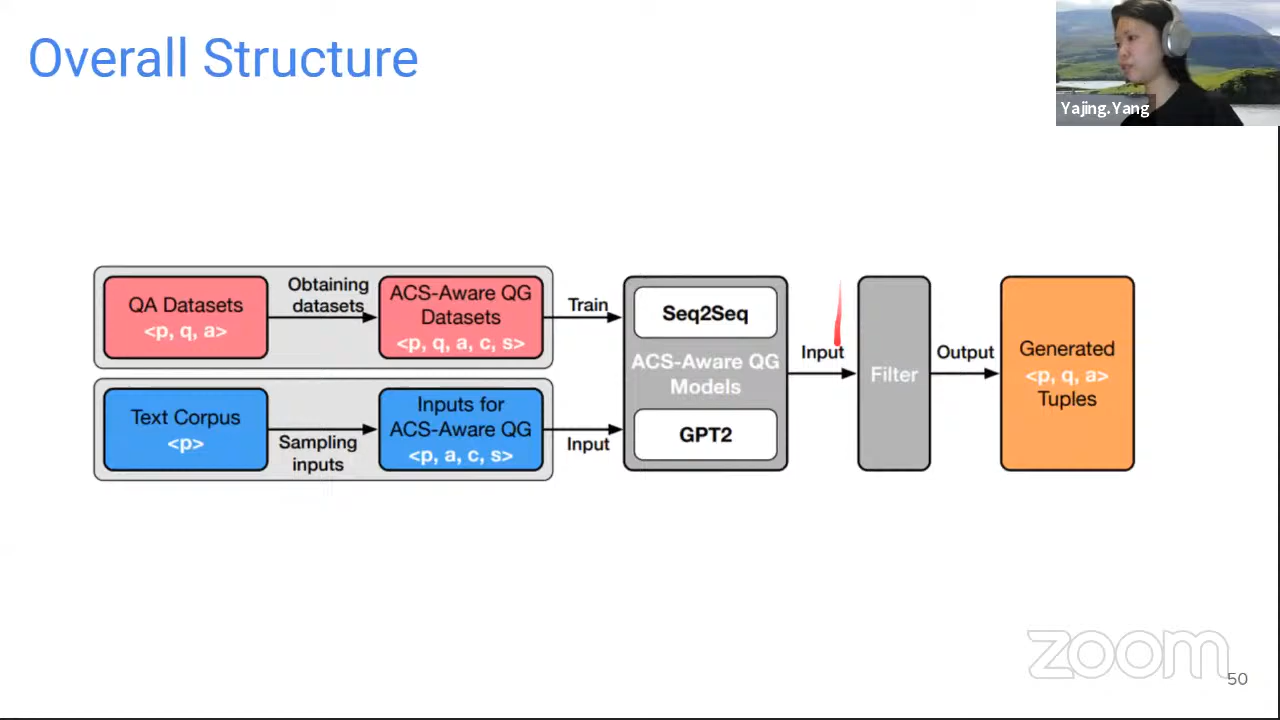 Overall Structure
Yajing.Yang
QA Datasets
<p, q, a>
Obtaining
datasets
ACS-Aware QG
Datasets
<p, q, a, c, s>
Train
Text Corpus
<p>
Sampling
inputs
Inputs for
ACS-Aware QG
<p, a, c, s>
Input
Seq2Seq
ACS-Aware QG
Models
GPT2
Input
Filter
Output
Generated
<p, q, a>
Tuples
zoom
50